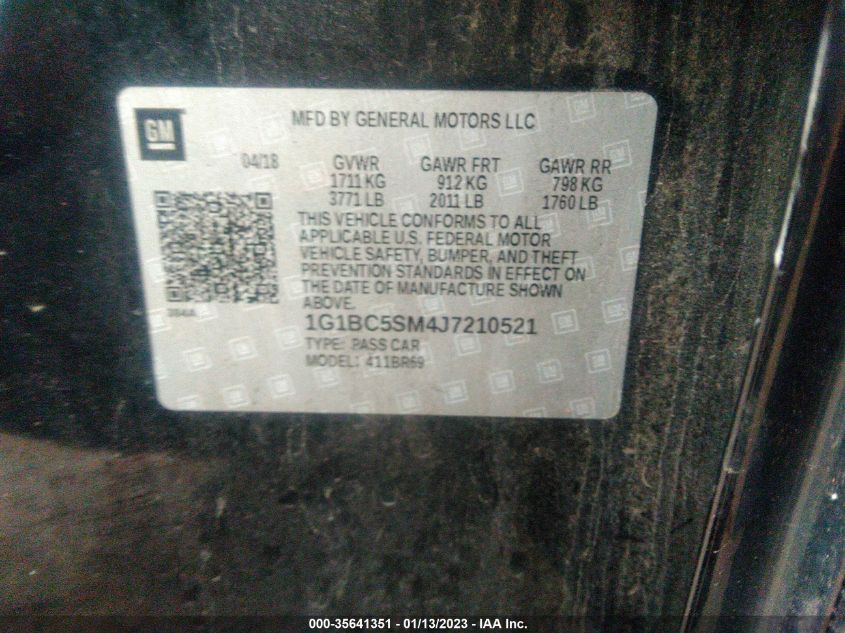 GM
MFD BY GENERAL MOTORS LLC
04/18 GVWR GAWR FRT GAWR RR
1711 KG 912 KG 798 KG
3771 LB 2011 LB 1760 LB
THIS VEHICLE CONFORMS TO ALL
APPLICABLE U.S. FEDERAL MOTOR
VEHICLE SAFETY, BUMPER, AND THEFT
PREVENTION STANDARDS IN EFFECT ON
THE DATE OF MANUFACTURE SHOWN
ABOVE.
1G1BC5SM4J7210521
TYPE: PASS CAR
MODEL: 411BR69
000-35641351 - 01/13/2023 - IAA Inc.